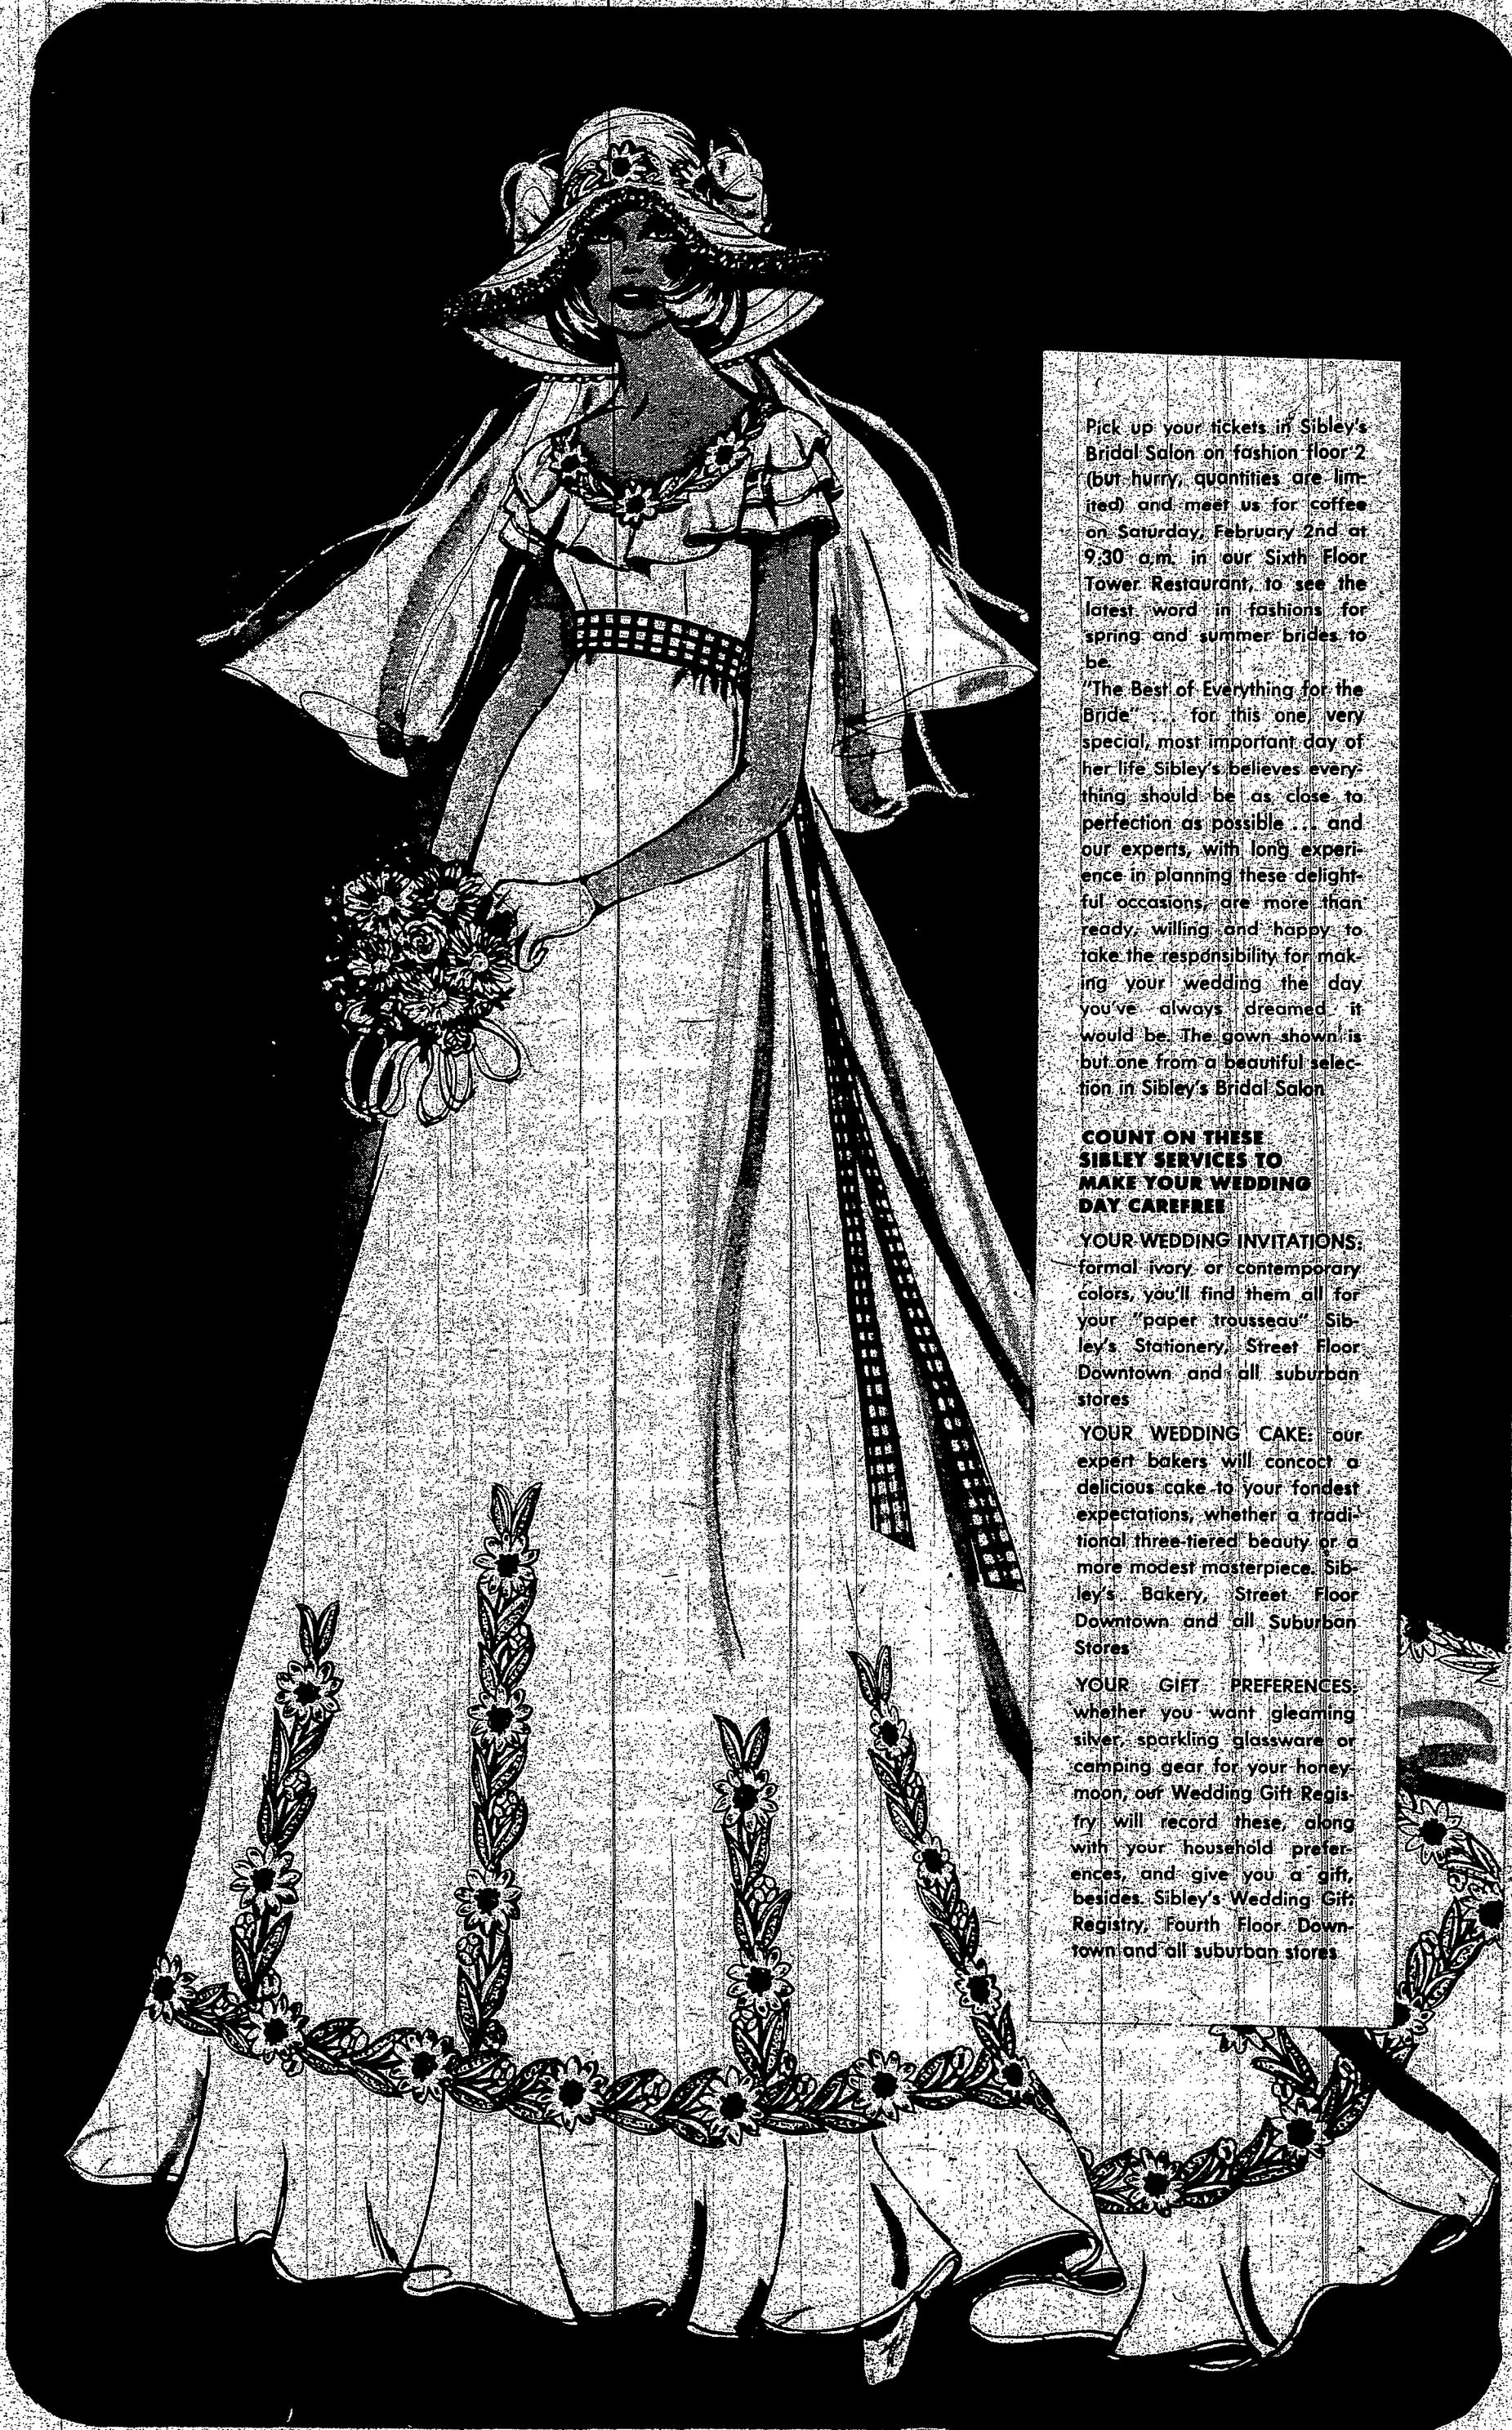 Pick up your tickets in Sibley's
Bridal Salon on fashion floor 2
(but hurry, quantities are lim-
ited) and meet us for coffee
on Saturday, February 2nd at
9:30 a.m. in our Sixth Floor
Tower Restaurant, to see the
latest word in fashions for
spring and summer brides to
be.
"The Best of Everything for the
Bride" ... for this one, very
special, most important day of
her life Sibley's believes every-
thing should be as close to
perfection as possible ... and
our experts, with long experi-
ence in planning these delight-
ful occasions, are more than
ready, willing and happy to
take the responsibility for mak-
ing your wedding the day
you've always dreamed it
would be. The gown shown is
but one from a beautiful selec-
tion in Sibley's Bridal Salon
COUNT ON THESE
SIBLEY SERVICES TO
MAKE YOUR WEDDING
DAY CAREFREE
YOUR WEDDING INVITATIONS:
formal ivory or contemporary
colors, you'll find them all for
your "paper trousseau" Sib-
ley's Stationery, Street Floor
Downtown and all suburban
stores
YOUR WEDDING CAKE: our
expert bakers will concoct a
delicious cake to your fondest
expectations, whether a tradi-
tional three-tiered beauty or a
more modest masterpiece. Sib-
ley's Bakery, Street Floor
Downtown and all Suburban
Stores
YOUR GIFT PREFERENCES:
whether you want gleaming
silver, sparkling glassware or
camping gear for your honey-
moon, our Wedding Gift Regis-
try will record these, along
with your household prefer-
ences, and give you a gift,
besides. Sibley's Wedding Gift
Registry, Fourth Floor Down-
town and all suburban stores